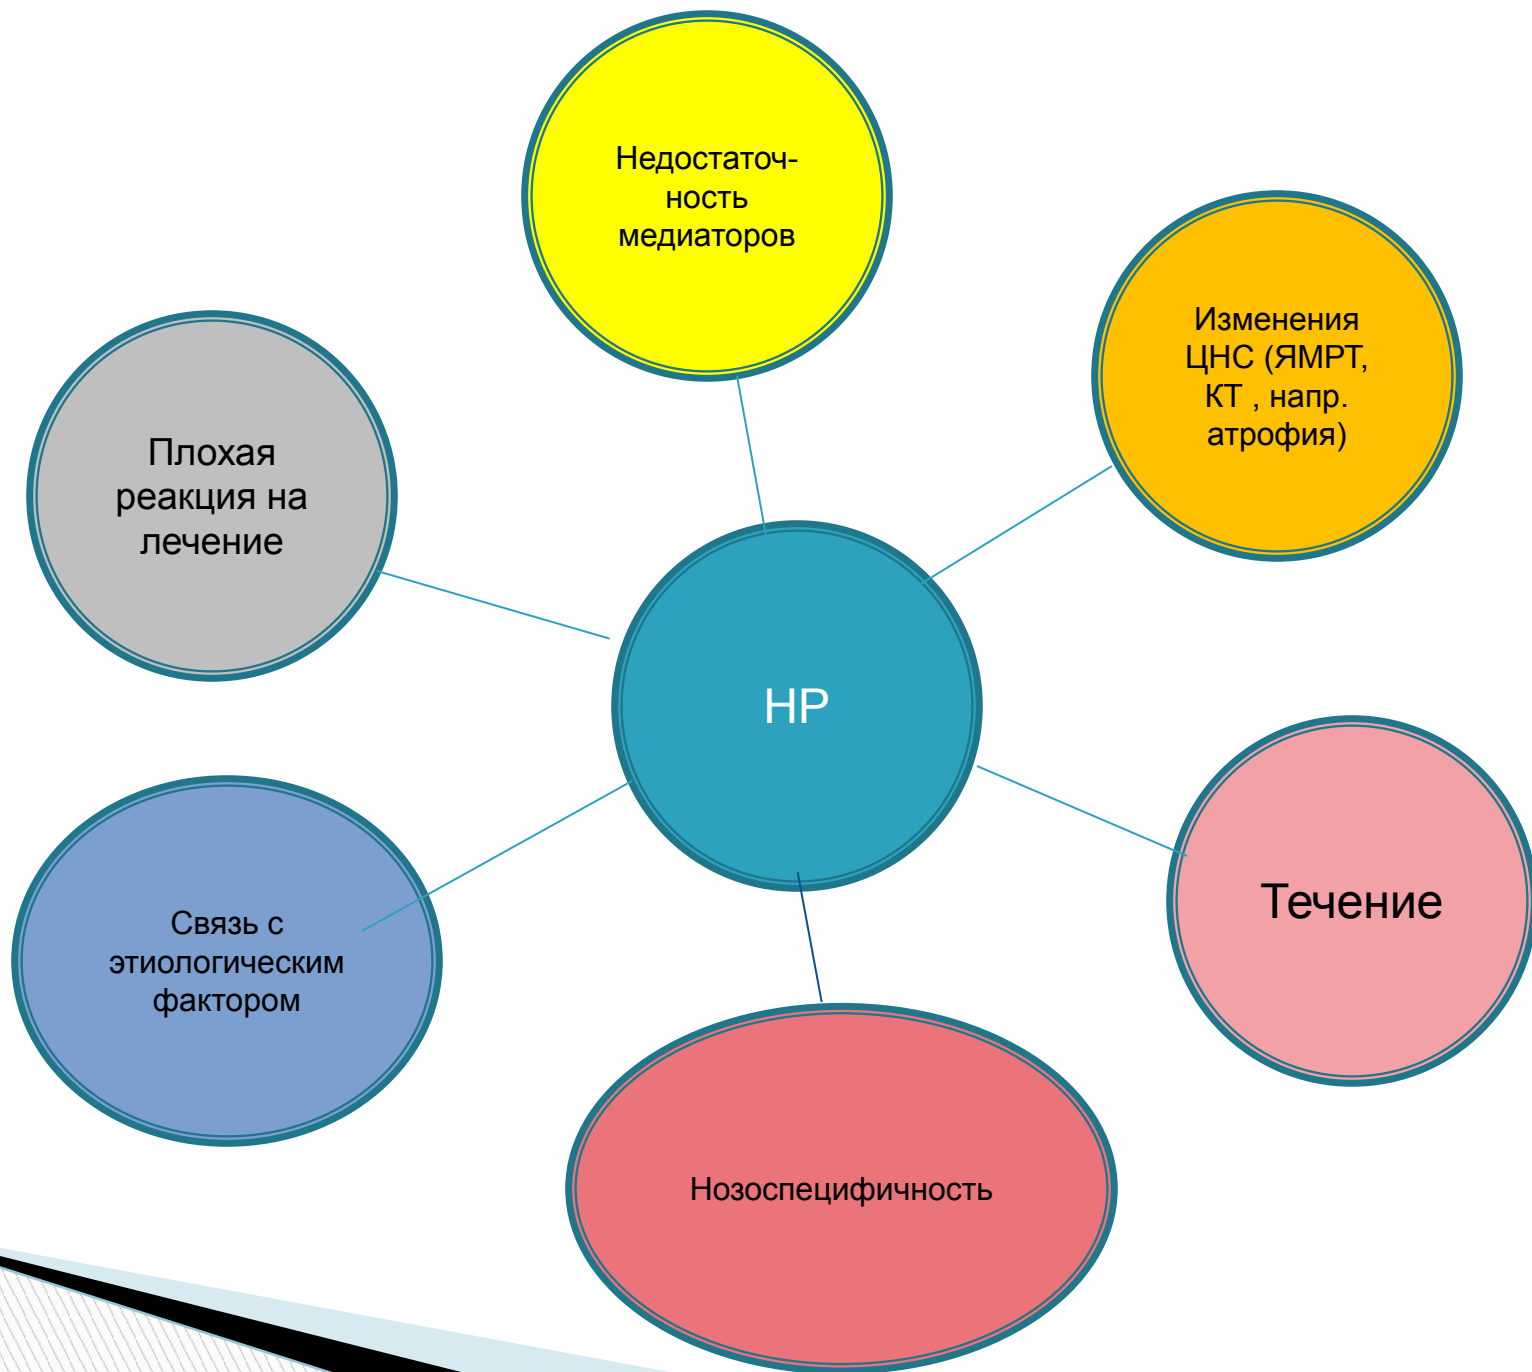 Недостаточ-
ность
медиаторов
Изменения
ЦНС (ЯМРТ,
КТ , напр.
атрофия)
Плохая
реакция на
лечение
НР
Течение
Связь с
этиологическим
фактором
Нозоспецифичность